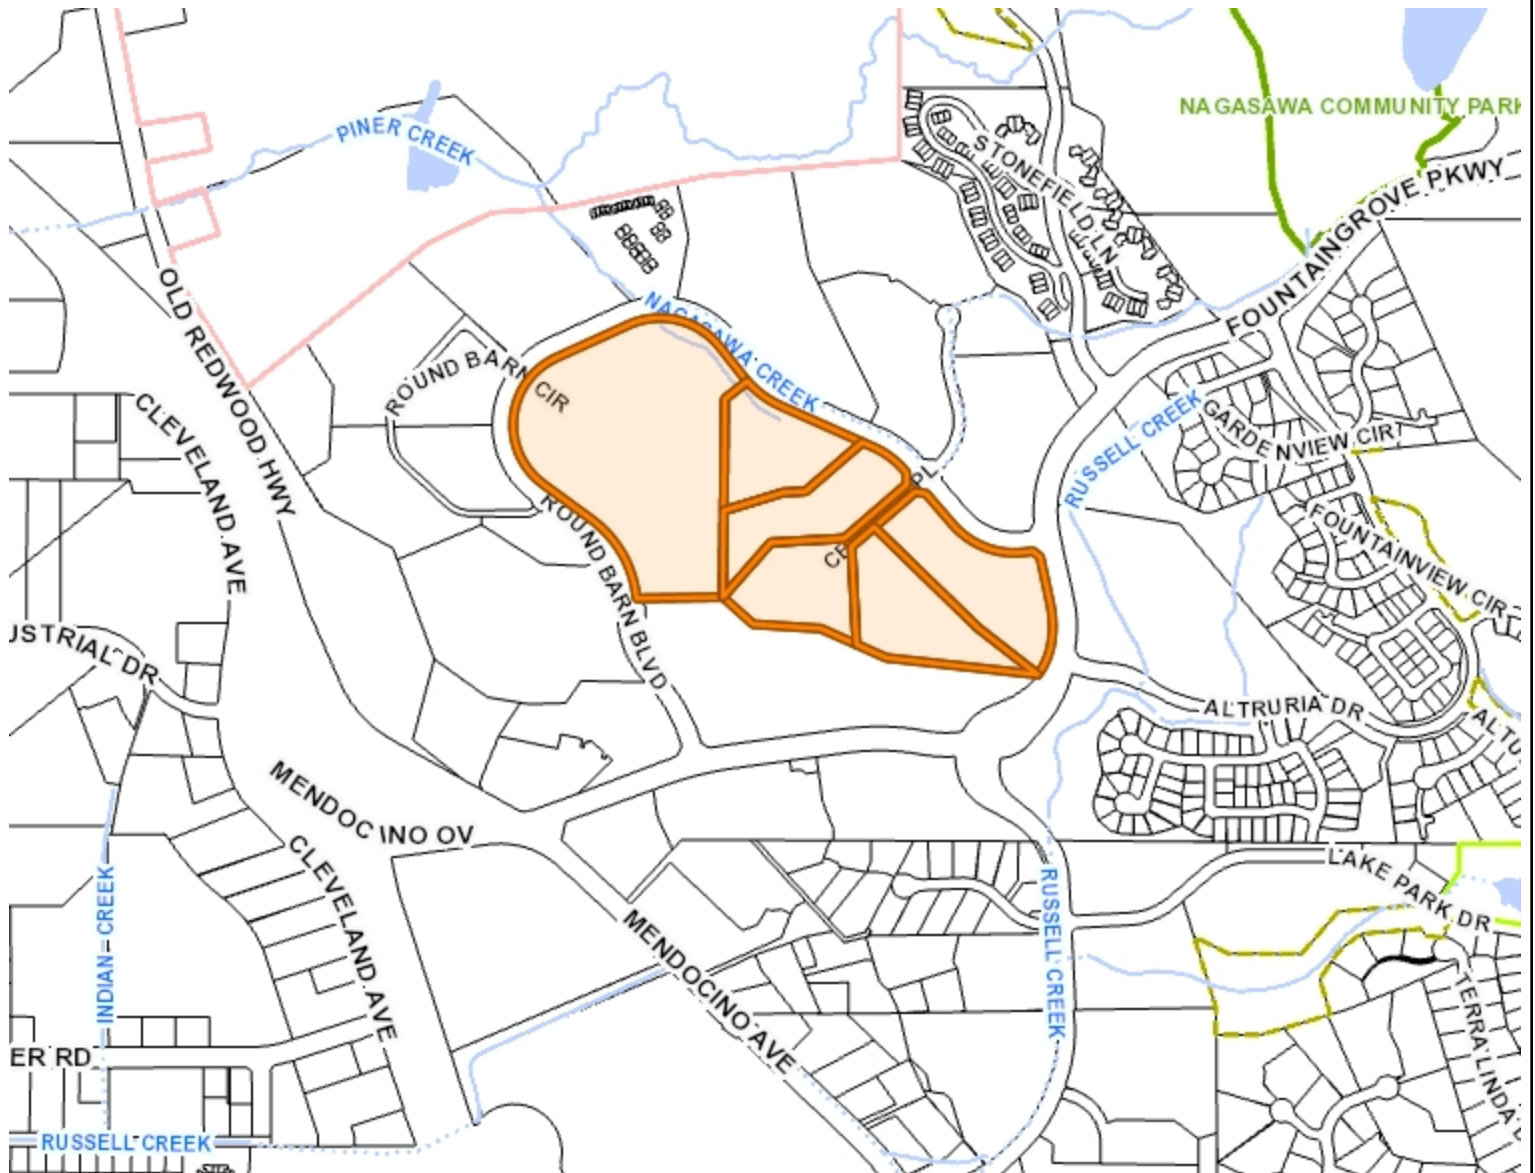 NAGASAWA COMMUNITY PARK
PINER CREEK
STONEFIELD LN
FOUNTAINGROVE PKWY
OLD REDWOOD HWY
NAGASAWA CREEK
ROUND BARN CIR
CLEVELAND AVE
RUSSELL CREEK
GARDENVIEW CIR
PL
ROUND BARN BLVD
FOUNTAINVIEW CIR
USTRIAL DR
ALTRURIA DR
MENDOCINO OV
CLEVELAND AVE
LAKE PARK DR
INDIAN CREEK
RUSSELL CREEK
MENDOCINO AVE
TERRA LINDA
ER RD
RUSSELL CREEK